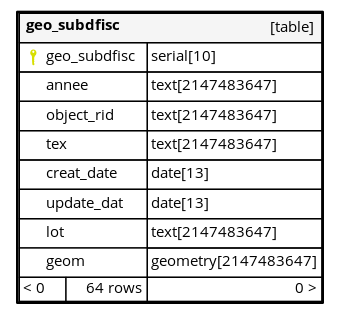 geo_subdfisc [table]
geo_subdfisc serial[10]
annee text[2147483647]
object_rid text[2147483647]
tex text[2147483647]
creat_date date[13]
update_dat date[13]
lot text[2147483647]
geom geometry[2147483647]
< 0 64 rows 0 >